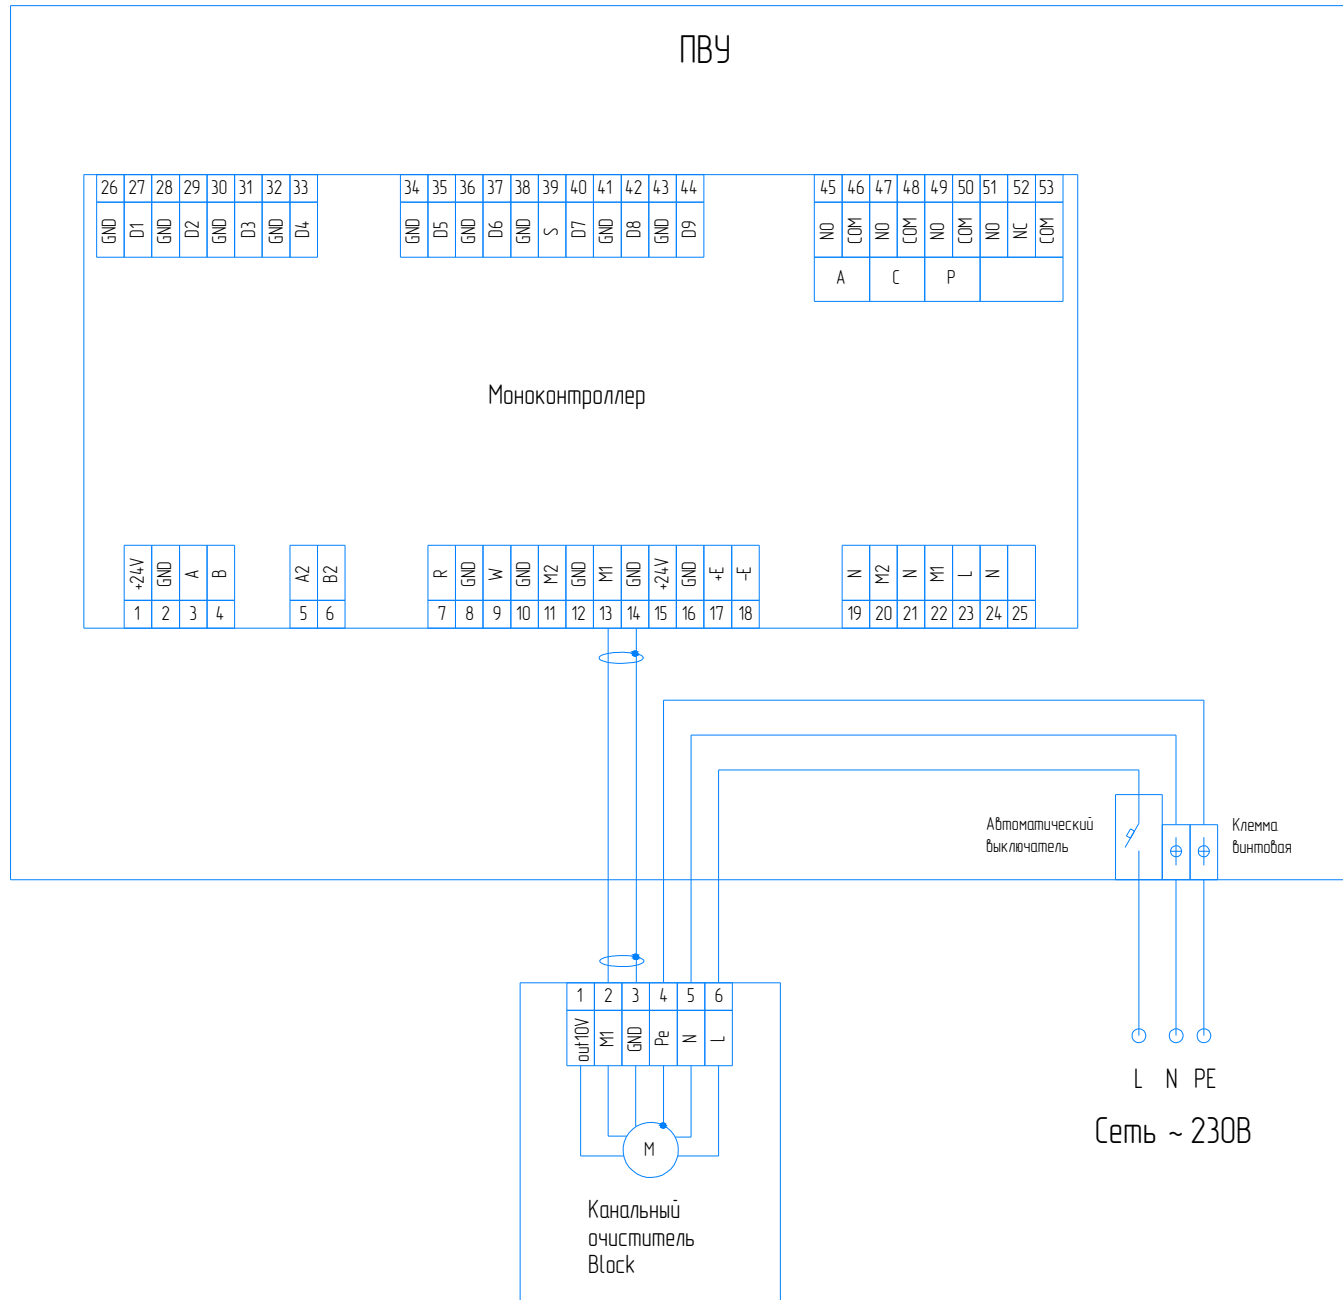 ПВУ
26 27 28 29 30 31 32 33
GND D1 GND D2 GND D3 GND D4
34 35 36 37 38 39 40 41 42 43 44
GND D5 GND D6 GND S D7 GND D8 GND D9
45 46 47 48 49 50 51 52 53
NO COM NO COM NO COM NO NC COM
A C P
Моноконтроллер
+24V GND A B
1 2 3 4
A2 B2
5 6
R GND W GND M2 GND M1 GND +24V GND +E -E
7 8 9 10 11 12 13 14 15 16 17 18
N M2 N M1 L N
19 20 21 22 23 24 25
Автоматический
выключатель
Клемма
винтовая
1 2 3 4 5 6
out10V M1 GND Pe N L
M
Канальный
очиститель
Block
L N PE
Сеть ~ 230В